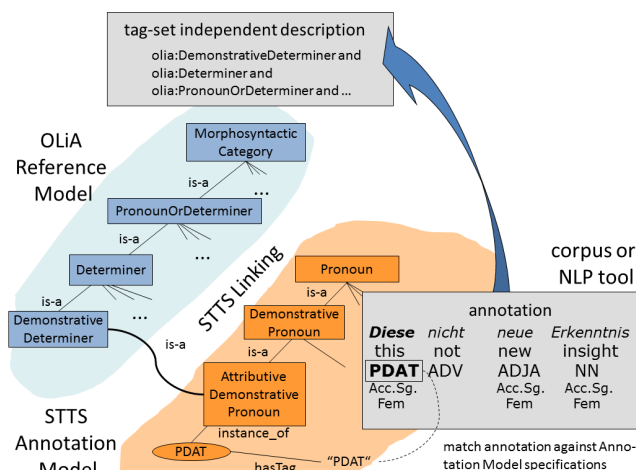 tag-set independent description
olia:DemonstrativeDeterminer and
olia:Determiner and
olia:PronounOrDeterminer and ...
OLiA
Reference
Model
Morphosyntactic
Category
is-a
...
PronounOrDeterminer
is-a
...
Determiner
is-a
...
Demonstrative
Determiner
is-a
STTS Linking
Pronoun
is-a
Demonstrative
Pronoun
is-a
Attributive
Demonstrative
Pronoun
instance_of
PDAT
hasTag
"PDAT"
STTS
Annotation
Model
corpus or
NLP tool
annotation
Diese nicht neue Erkenntnis
this not new insight
PDAT ADV ADJA NN
Acc.Sg. Acc.Sg. Acc.Sg.
Fem Fem Fem
match annotation against Anno-
tation Model specifications